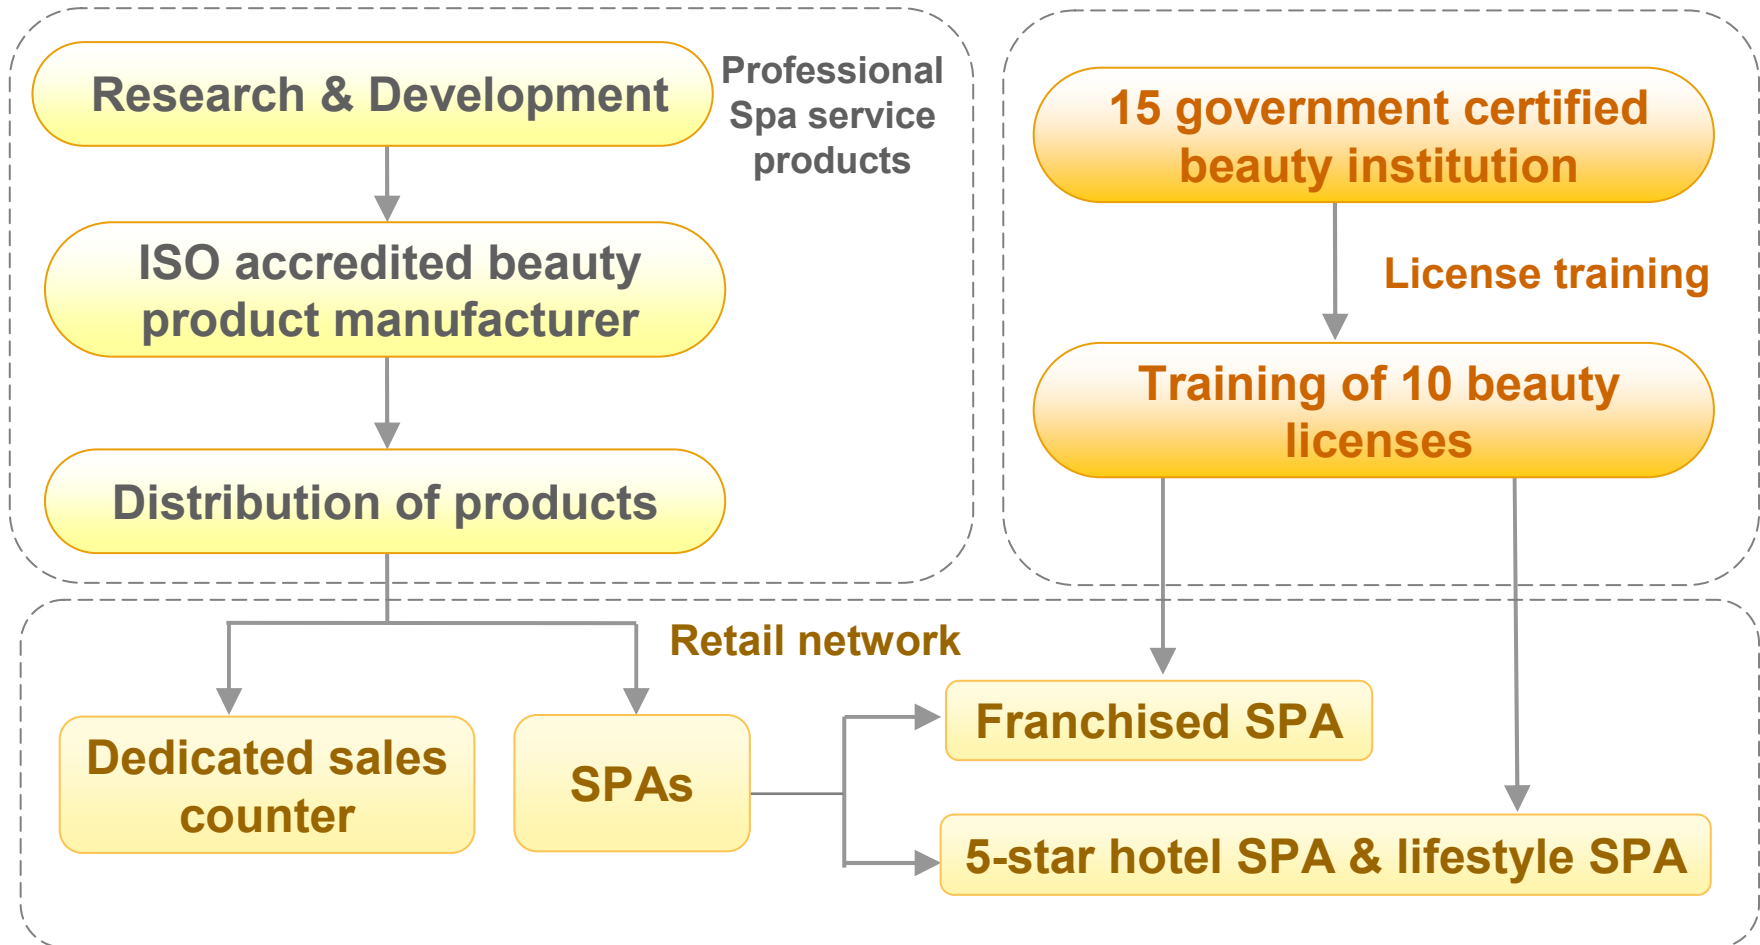 Research & Development
Professional
Spa service
products
ISO accredited beauty
product manufacturer
Distribution of products
15 government certified
beauty institution
License training
Training of 10 beauty
licenses
Retail network
Dedicated sales
counter
SPAs
Franchised SPA
5-star hotel SPA & lifestyle SPA